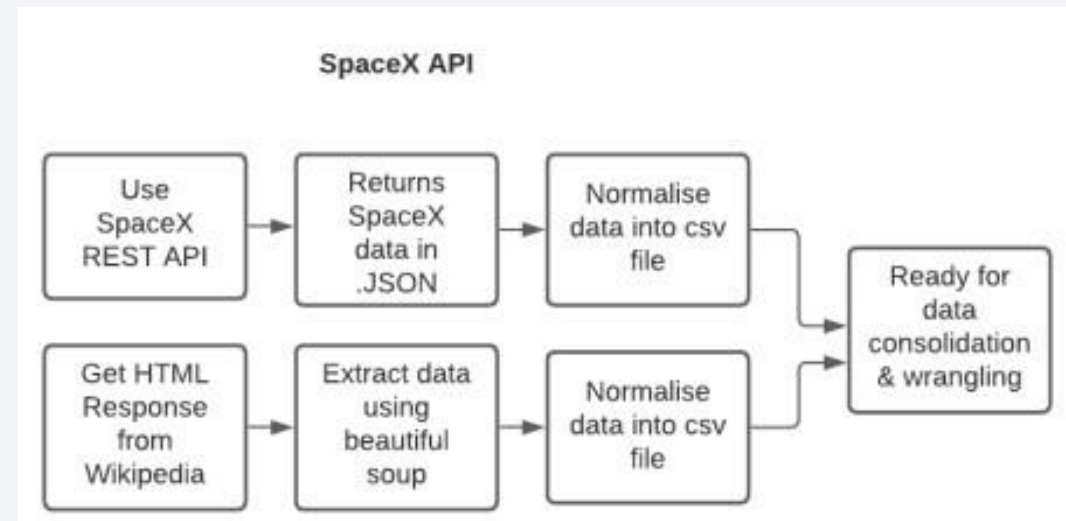 SpaceX API
Use
SpaceX
REST API
Returns
SpaceX
data in
.JSON
Normalise
data into csv
file
Get HTML
Response
from
Wikipedia
Extract data
using
beautiful
soup
Normalise
data into csv
file
Ready for
data
consolidation
& wrangling